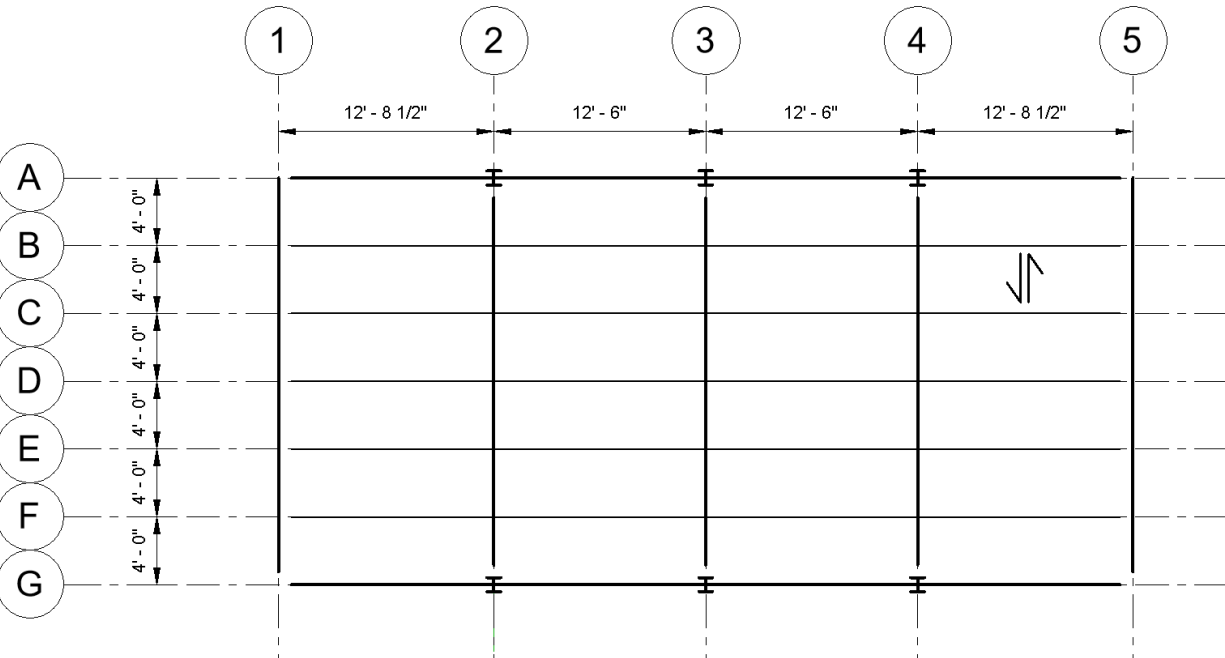 1 2 3 4 5
12' - 8 1/2" 12' - 6" 12' - 6" 12' - 8 1/2"
A
4' - 0"
B
4' - 0"
C
4' - 0"
D
4' - 0"
E
4' - 0"
F
4' - 0"
G